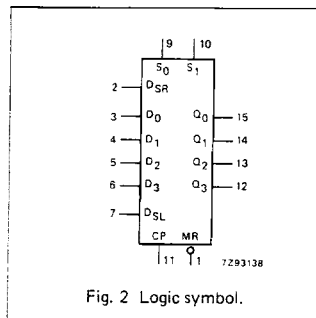 9 10
S0 S1
2 DSR
3 D0 Q0 15
4 D1 Q1 14
5 D2 Q2 13
6 D3 Q3 12
7 DSL
CP MR
11 1 7Z93138
Fig. 2 Logic symbol.